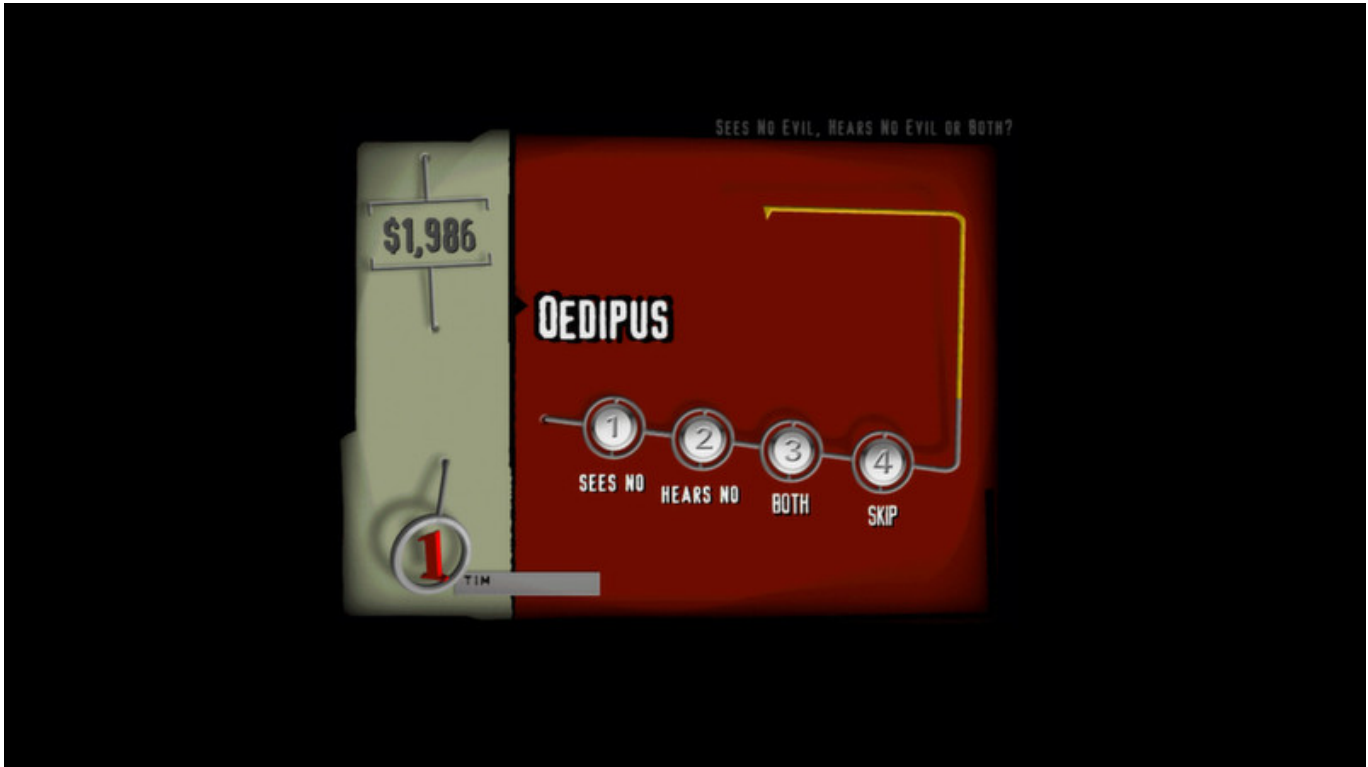 Sees No Evil, Hears No Evil or Both?
$1,986
OEDIPUS
1
2
3
4
SEES NO
HEARS NO
BOTH
SKIP
1
TIM